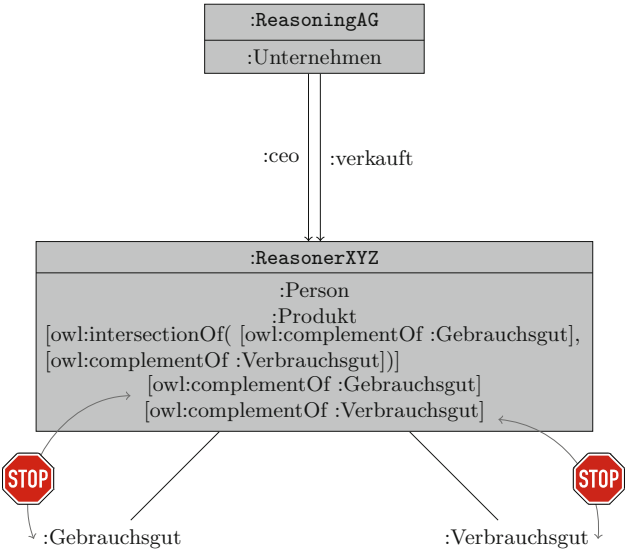 :ReasoningAG
:Unternehmen
:ceo
:verkauft
:ReasonerXYZ
:Person
:Produkt
[owl:intersectionOf( [owl:complementOf :Gebrauchsgut],
[owl:complementOf :Verbrauchsgut])]
[owl:complementOf :Gebrauchsgut]
[owl:complementOf :Verbrauchsgut]
STOP
STOP
:Gebrauchsgut
:Verbrauchsgut